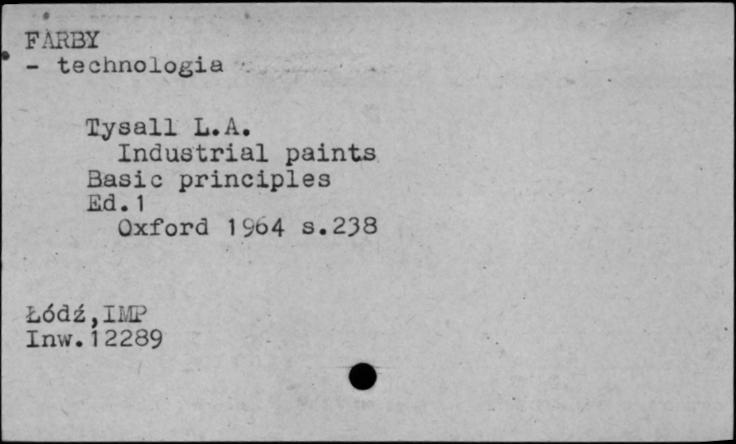 FARBY
- technologia
Tysall L.A.
Industrial paints
Basic principles
Ed.1
Oxford 1964 s.238
Łódź,IMP
Inw.12289